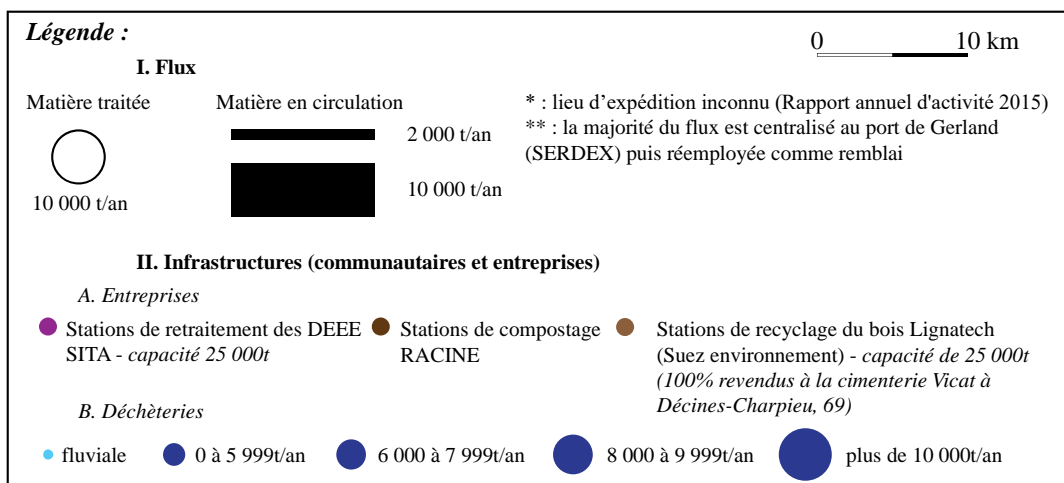 Légende :
0 10 km
I. Flux
Matière traitée
Matière en circulation
10 000 t/an
2 000 t/an
10 000 t/an
* : lieu d’expédition inconnu (Rapport annuel d'activité 2015)
** : la majorité du flux est centralisé au port de Gerland
(SERDEX) puis réemployée comme remblai
II. Infrastructures (communautaires et entreprises)
A. Entreprises
Stations de retraitement des DEEE
SITA - capacité 25 000t
Stations de compostage
RACINE
Stations de recyclage du bois Lignatech
(Suez environnement) - capacité de 25 000t
(100% revendus à la cimenterie Vicat à
Décines-Charpieu, 69)
B. Déchèteries
fluviale
0 à 5 999t/an
6 000 à 7 999t/an
8 000 à 9 999t/an
plus de 10 000t/an